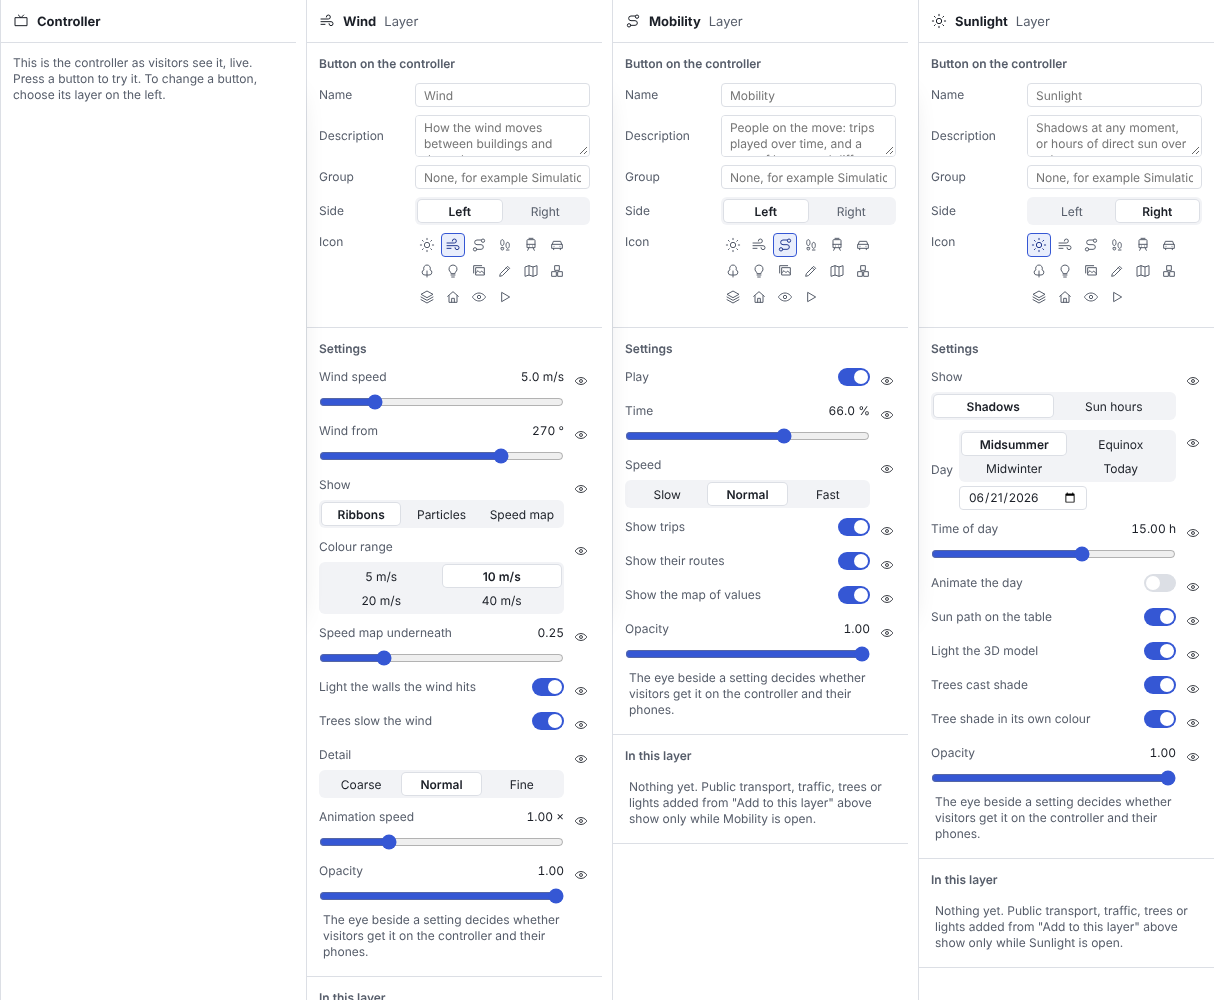 Controller
This is the controller as visitors see it, live.
Press a button to try it. To change a button,
choose its layer on the left.
Wind Layer
Button on the controller
Name Wind
Description How the wind moves
between buildings and
Group None, for example Simulatic
Side Left Right
Icon
Settings
Wind speed 5.0 m/s
Wind from 270 °
Show
Ribbons Particles Speed map
Colour range
5 m/s 10 m/s
20 m/s 40 m/s
Speed map underneath 0.25
Light the walls the wind hits
Trees slow the wind
Detail
Coarse Normal Fine
Animation speed 1.00 ×
Opacity 1.00
The eye beside a setting decides whether
visitors get it on the controller and their
phones.
In this layer
Mobility Layer
Button on the controller
Name Mobility
Description People on the move: trips
played over time, and a
Group None, for example Simulatic
Side Left Right
Icon
Settings
Play
Time 66.0 %
Speed
Slow Normal Fast
Show trips
Show their routes
Show the map of values
Opacity 1.00
The eye beside a setting decides whether
visitors get it on the controller and their
phones.
In this layer
Nothing yet. Public transport, traffic, trees or
lights added from "Add to this layer" above
show only while Mobility is open.
Sunlight Layer
Button on the controller
Name Sunlight
Description Shadows at any moment,
or hours of direct sun over
Group None, for example Simulatic
Side Left Right
Icon
Settings
Show
Shadows Sun hours
Midsummer Equinox
Day Midwinter Today
06/21/2026
Time of day 15.00 h
Animate the day
Sun path on the table
Light the 3D model
Trees cast shade
Tree shade in its own colour
Opacity 1.00
The eye beside a setting decides whether
visitors get it on the controller and their
phones.
In this layer
Nothing yet. Public transport, traffic, trees or
lights added from "Add to this layer" above
show only while Sunlight is open.